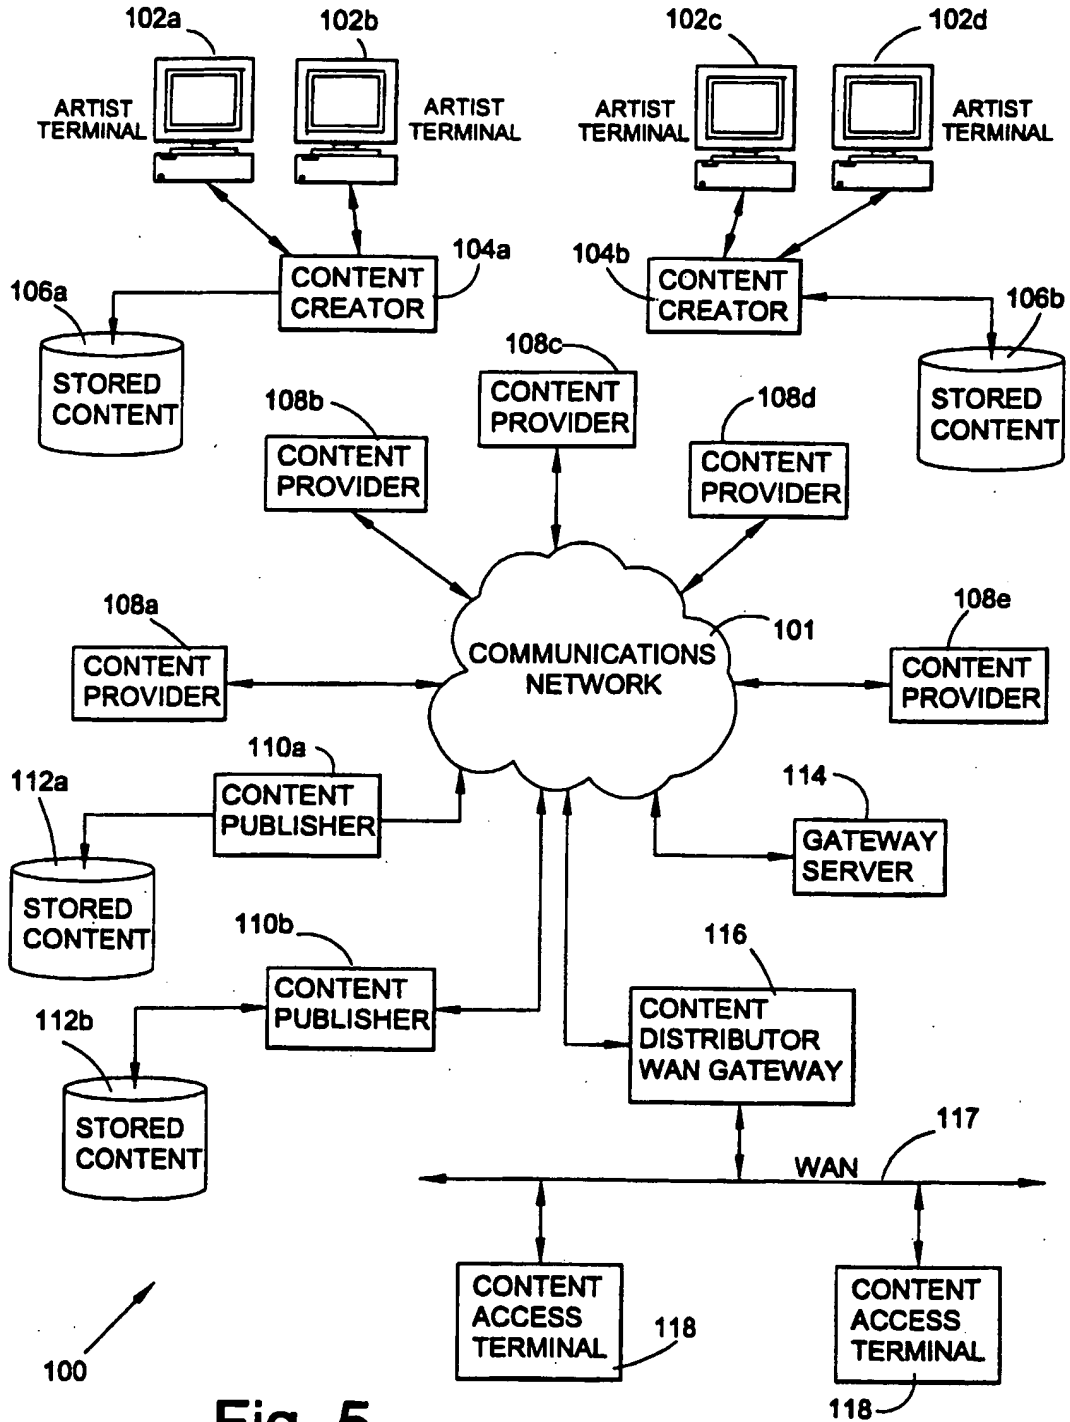 102a
102b
102c
102d
ARTIST
TERMINAL
ARTIST
TERMINAL
ARTIST
TERMINAL
ARTIST
TERMINAL
CONTENT
CREATOR
104a
104b
CONTENT
CREATOR
106a
STORED
CONTENT
106b
STORED
CONTENT
108c
CONTENT
PROVIDER
108b
CONTENT
PROVIDER
108d
CONTENT
PROVIDER
108a
CONTENT
PROVIDER
COMMUNICATIONS
NETWORK
101
108e
CONTENT
PROVIDER
110a
CONTENT
PUBLISHER
112a
STORED
CONTENT
114
GATEWAY
SERVER
110b
CONTENT
PUBLISHER
112b
STORED
CONTENT
116
CONTENT
DISTRIBUTOR
WAN GATEWAY
WAN
117
CONTENT
ACCESS
TERMINAL
118
CONTENT
ACCESS
TERMINAL
118
100
Fig. 5